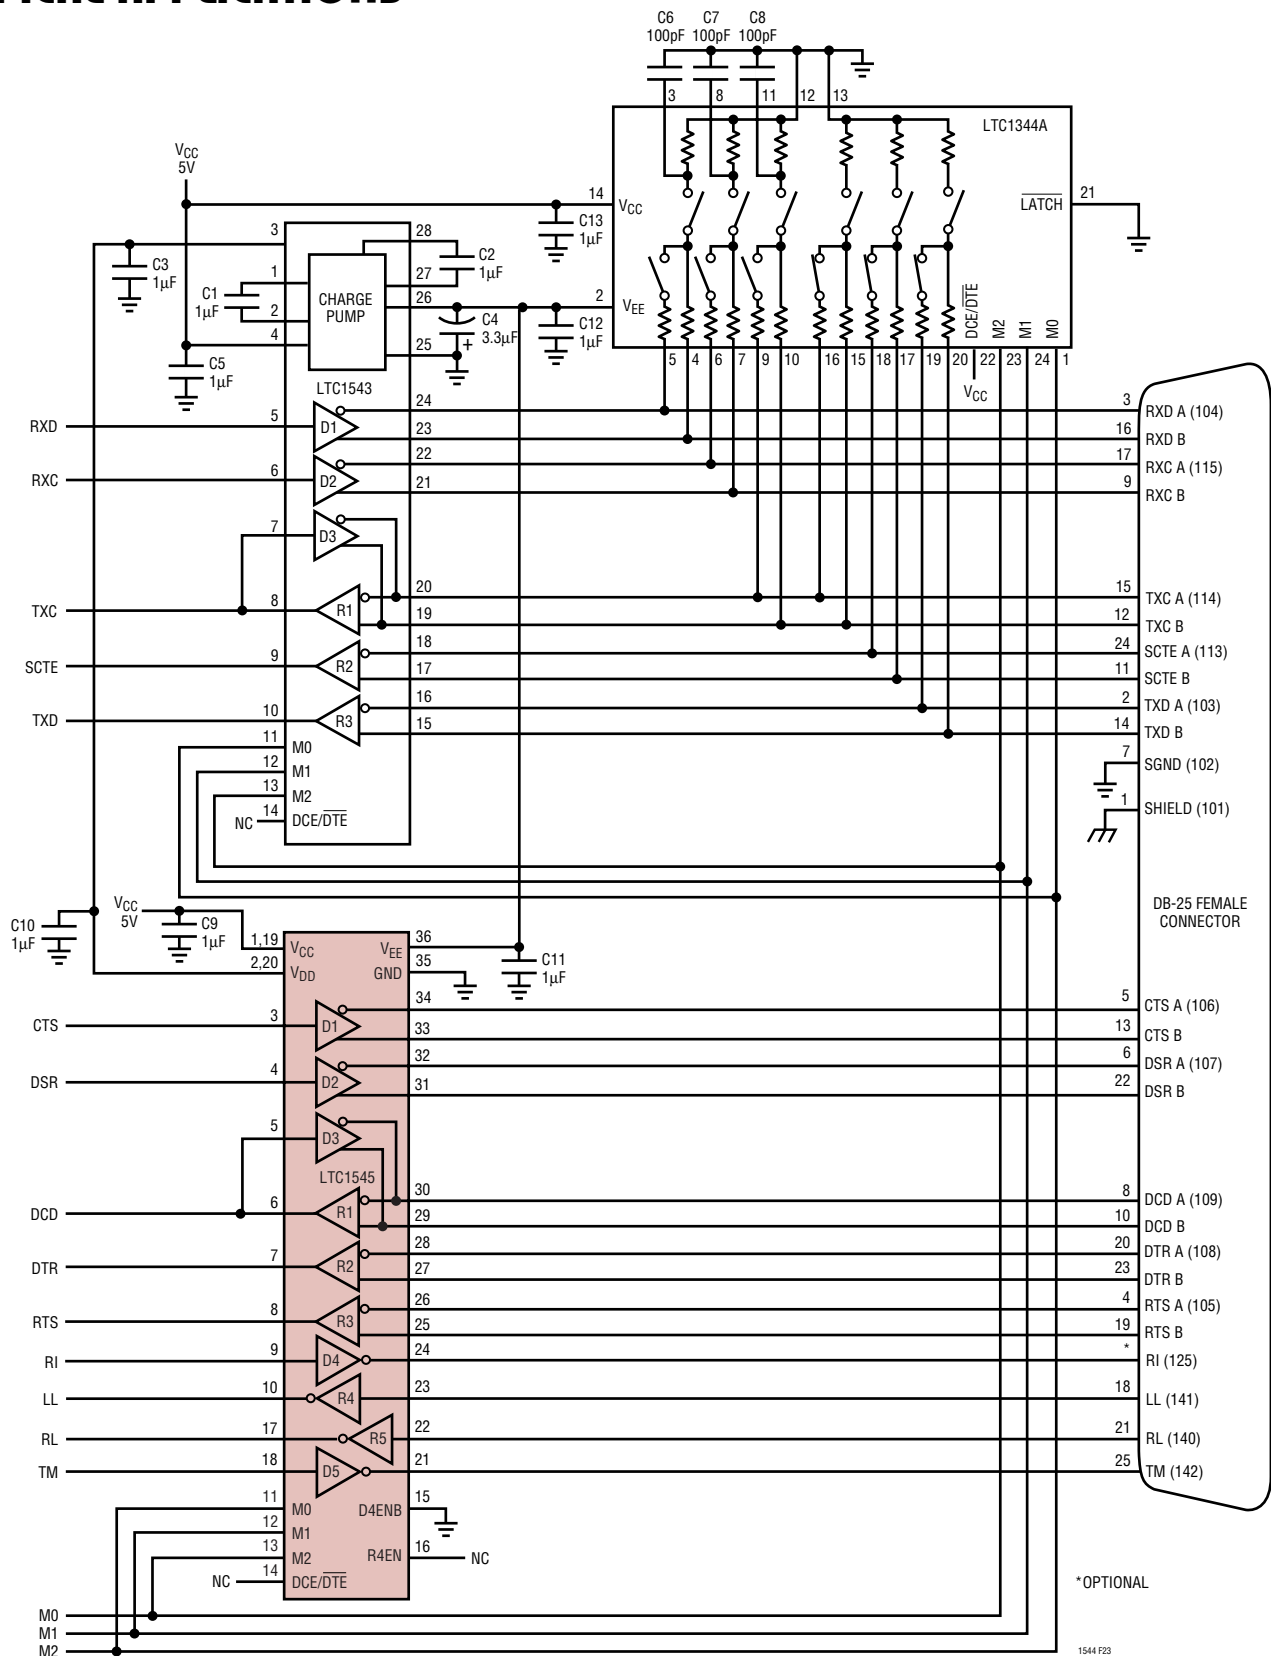 C6 C7 C8
100pF 100pF 100pF
3 8 11 12 13
LTC1344A
VCC
5V
14 VCC
C13
1µF
LATCH 21
3
28
C3
1µF
C2
1µF
1
27
C1
1µF
CHARGE
PUMP
26
2
2 VEE
C4
3.3µF
+
C12
1µF
DCE/DTE
M2
M1
M0
4
25
C5
1µF
5 4 6 7 9 10 16 15 18 17 19 20 22 23 24 1
VCC
LTC1543
RXD 5 D1 24 3 RXD A (104)
23 16 RXD B
RXC 6 D2 22 17 RXC A (115)
21 9 RXC B
7 D3
TXC 8 R1 20 15 TXC A (114)
19 12 TXC B
SCTE 9 R2 18 24 SCTE A (113)
17 11 SCTE B
TXD 10 R3 16 2 TXD A (103)
15 14 TXD B
11 M0
7 SGND (102)
12 M1
13 M2
1 SHIELD (101)
NC 14 DCE/DTE
DB-25 FEMALE
CONNECTOR
C10
1µF
VCC
5V
C9
1µF
1,19 VCC
VEE 36
2,20 VDD
GND 35
C11
1µF
CTS 3 D1 34 5 CTS A (106)
33 13 CTS B
DSR 4 D2 32 6 DSR A (107)
31 22 DSR B
5 D3
LTC1545
DCD 6 R1 30 8 DCD A (109)
29 10 DCD B
DTR 7 R2 28 20 DTR A (108)
27 23 DTR B
RTS 8 R3 26 4 RTS A (105)
25 19 RTS B
RI 9 D4 24 * RI (125)
LL 10 R4 23 18 LL (141)
RL 17 R5 22 21 RL (140)
TM 18 D5 21 25 TM (142)
11 M0 D4ENB 15
12 M1
13 M2 R4EN 16 NC
NC 14 DCE/DTE
*OPTIONAL
M0
M1
M2
1544 F23